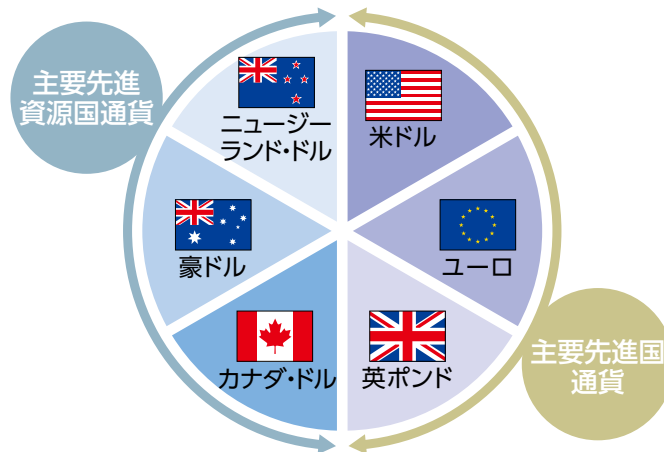 主要先進
資源国通貨
ニュージー
ランド・ドル
米ドル
豪ドル
ユーロ
カナダ・ドル
英ポンド
主要先進国
通貨